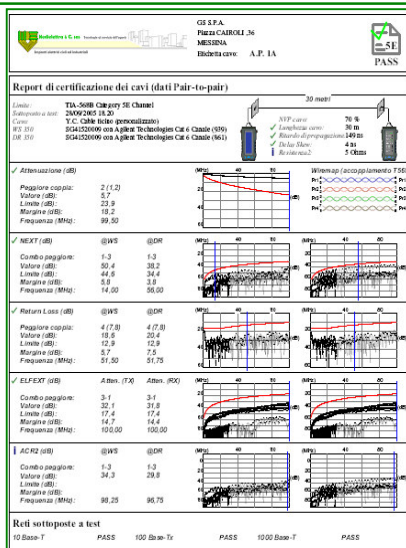 GS S.P.A.
Piazza CAIROLI ,36
MESSINA
Etichetta cavo: A.P. 1A
5E
PASS
Report di certificazione dei cavi (dati Pair-to-pair)
Limite: TIA-568B Category 5E Channel
Sottoposto a test: 28/09/2005 18.20
Cavo: Y.C. Cable ticino (personalizzato)
WS 350 SG41520009 con Agilent Technologies Cat 6 Canale (939)
DR 350 SG41520009 con Agilent Technologies Cat 6 Canale (961)
30 metri
NVP cavo: 70 %
Lunghezza cavo: 30 m
Ritardo di propagazione: 149 ns
Delay Skew: 4 ns
Resistenza2: 5 Ohms
Attenuazione (dB)
Peggiore coppia: 2 (1,2)
Valore (dB): 5,7
Limite (dB): 23,9
Margine (dB): 18,2
Frequenza (MHz): 99,50
Wiremap (accoppiamento T568
NEXT (dB) @WS @DR
Combo peggiore: 1-3 1-3
Valore (dB): 50,4 38,2
Limite (dB): 44,6 34,4
Margine (dB): 5,8 3,8
Frequenza (MHz): 14,00 56,00
Return Loss (dB) @WS @DR
Peggiore coppia: 4 (7,8) 4 (7,8)
Valore (dB): 18,6 20,4
Limite (dB): 12,9 12,9
Margine (dB): 5,7 7,5
Frequenza (MHz): 51,50 51,75
ELFEXT (dB) Atten. (TX) Atten. (RX)
Combo peggiore: 3-1 3-1
Valore (dB): 32,1 31,8
Limite (dB): 17,4 17,4
Margine (dB): 14,7 14,4
Frequenza (MHz): 100,00 100,00
ACR2 (dB) @WS @DR
Combo peggiore: 1-3 1-3
Valore (dB): 34,3 29,8
Limite (dB):
Margine (dB):
Frequenza (MHz): 98,25 96,75
Reti sottoposte a test
10 Base-T PASS 100 Base-Tx PASS 1000 Base-T PASS